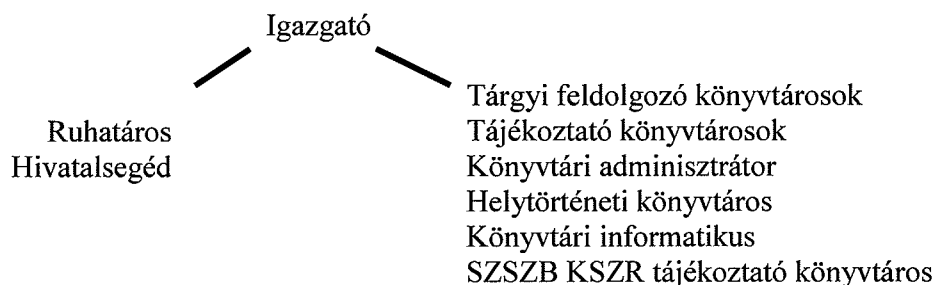 Igazgató
Ruhatáros
Hivatalsegéd
Tárgyi feldolgozó könyvtárosok
Tájékoztató könyvtárosok
Könyvtári adminisztrátor
Helytörténeti könyvtáros
Könyvtári informatikus
SZSZB KSZR tájékoztató könyvtáros